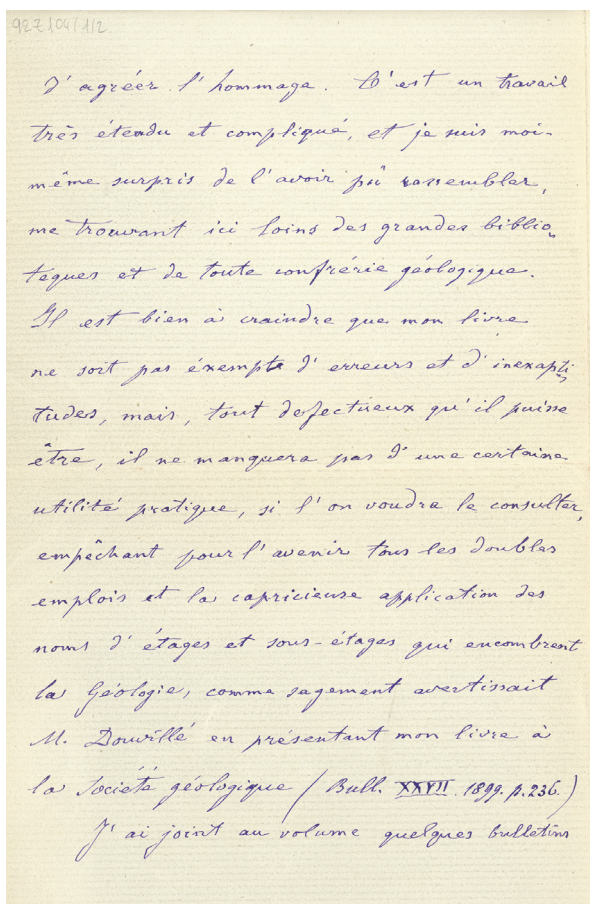 927/04/1/2
d'agréer l'hommage. C'est un travail
très étendu et compliqué, et je suis moi-
même surpris de l'avoir pû rassembler,
me trouvant ici loins des grandes biblio-
tèques et de toute confrérie géologique.
Il est bien à craindre que mon livre
ne soit pas éxempt d'erreurs et d'inexapti
tudes, mais, tout defectueux qu'il puisse
être, il ne manquera pas d'une certaine
utilité pratique, si l'on voudra le consulter,
empêchant pour l'avenir tous les doubles
emplois et la capricieuse application des
noms d'étages et sous-étages qui encombrent
la Géologie, comme sagement avertissait
M. Douvillé en présentant mon livre à
la Société géologique (Bull. XXVII. 1899. p. 236.)
J'ai joint au volume quelques bulletins